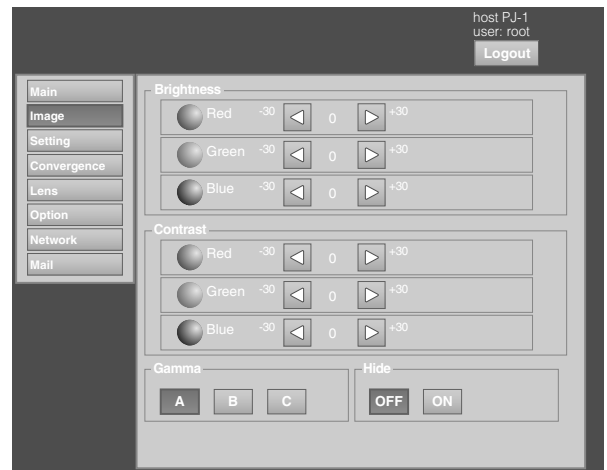 host PJ-1
user: root
Logout
Main
Image
Setting
Convergence
Lens
Option
Network
Mail
Brightness
Red -30 0 +30
Green -30 0 +30
Blue -30 0 +30
Contrast
Red -30 0 +30
Green -30 0 +30
Blue -30 0 +30
Gamma
A B C
Hide
OFF ON